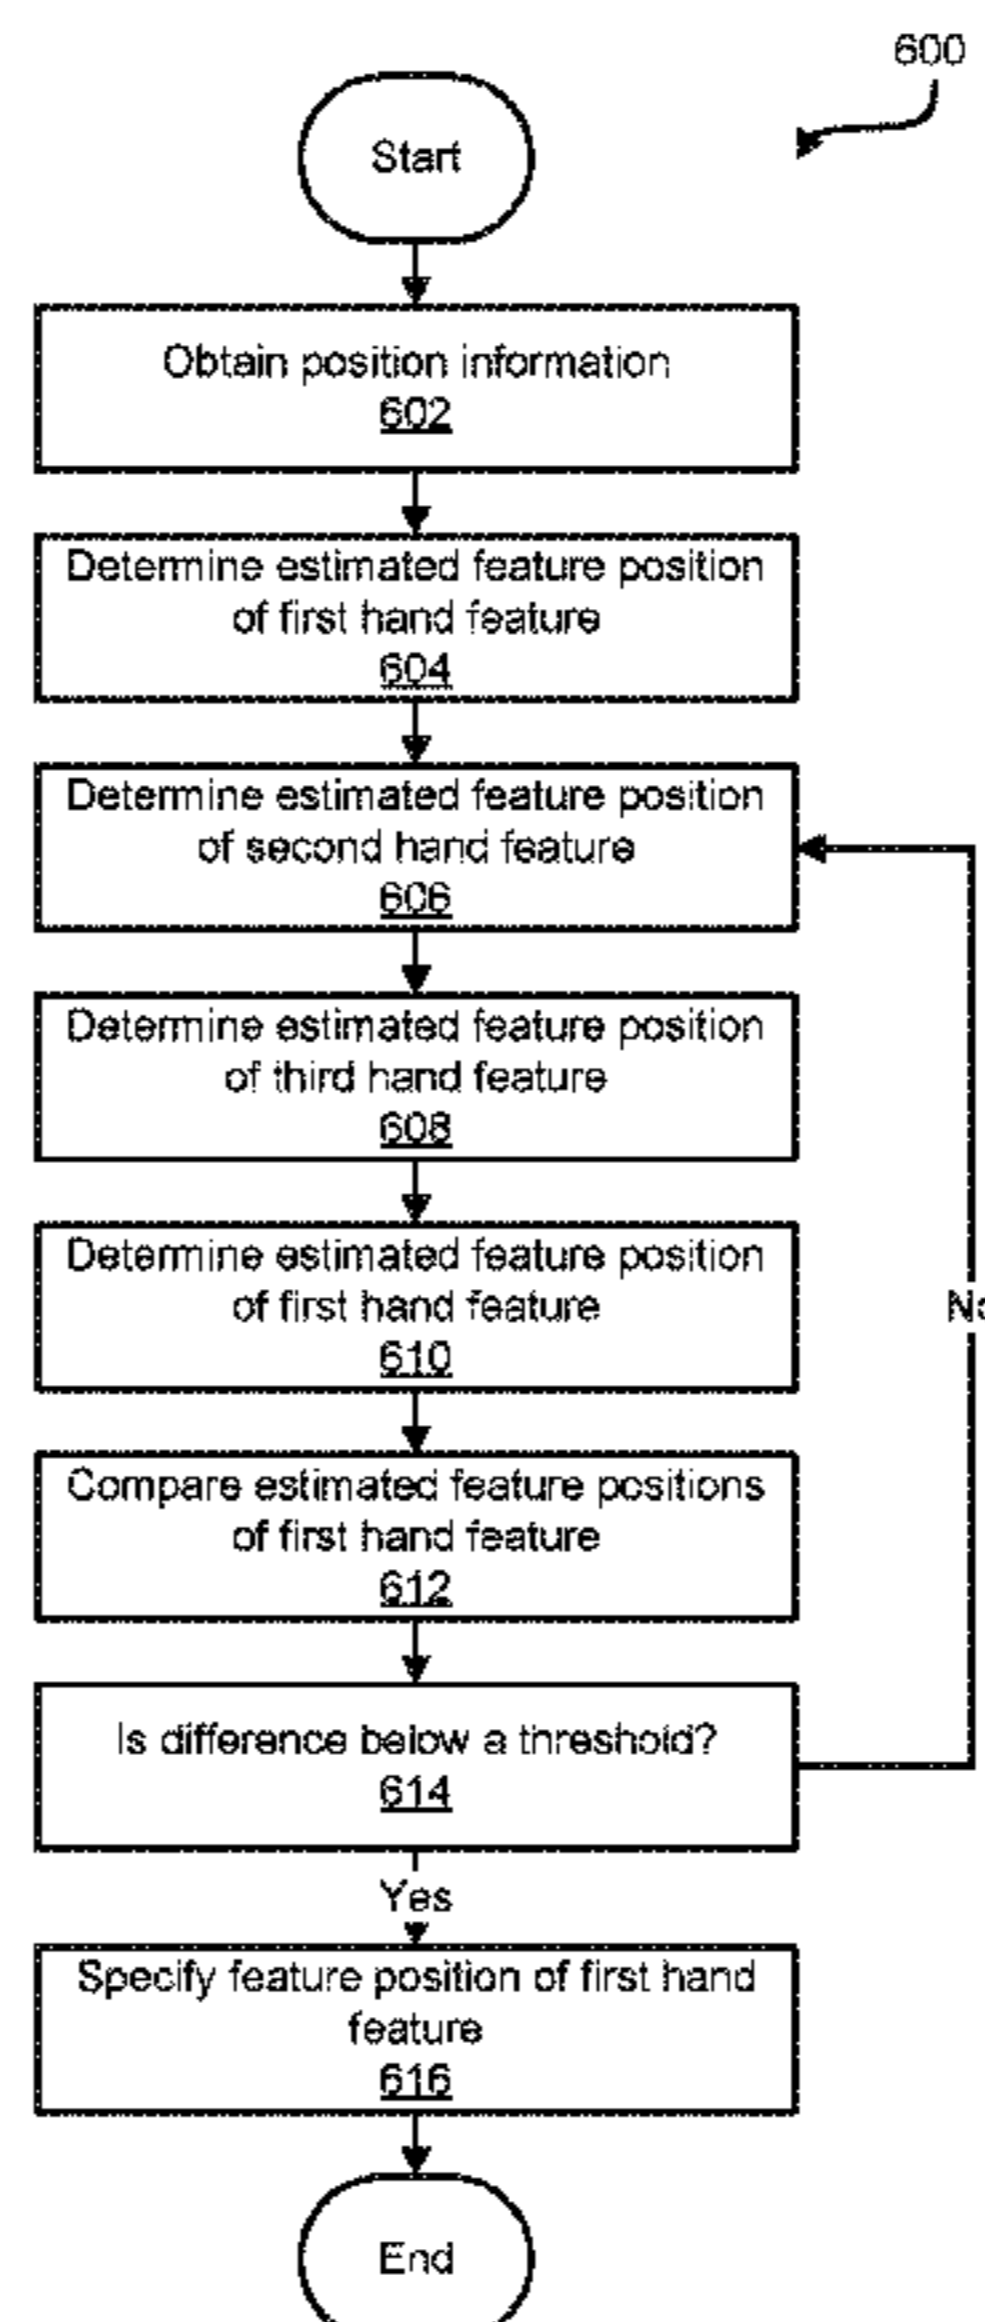 600
Start
Obtain position information
602
Determine estimated feature position
of first hand feature
604
Determine estimated feature position
of second hand feature
606
Determine estimated feature position
of third hand feature
608
Determine estimated feature position
of first hand feature
610
Compare estimated feature positions
of first hand feature
612
Is difference below a threshold?
614
Yes
Specify feature position of first hand
feature
616
End